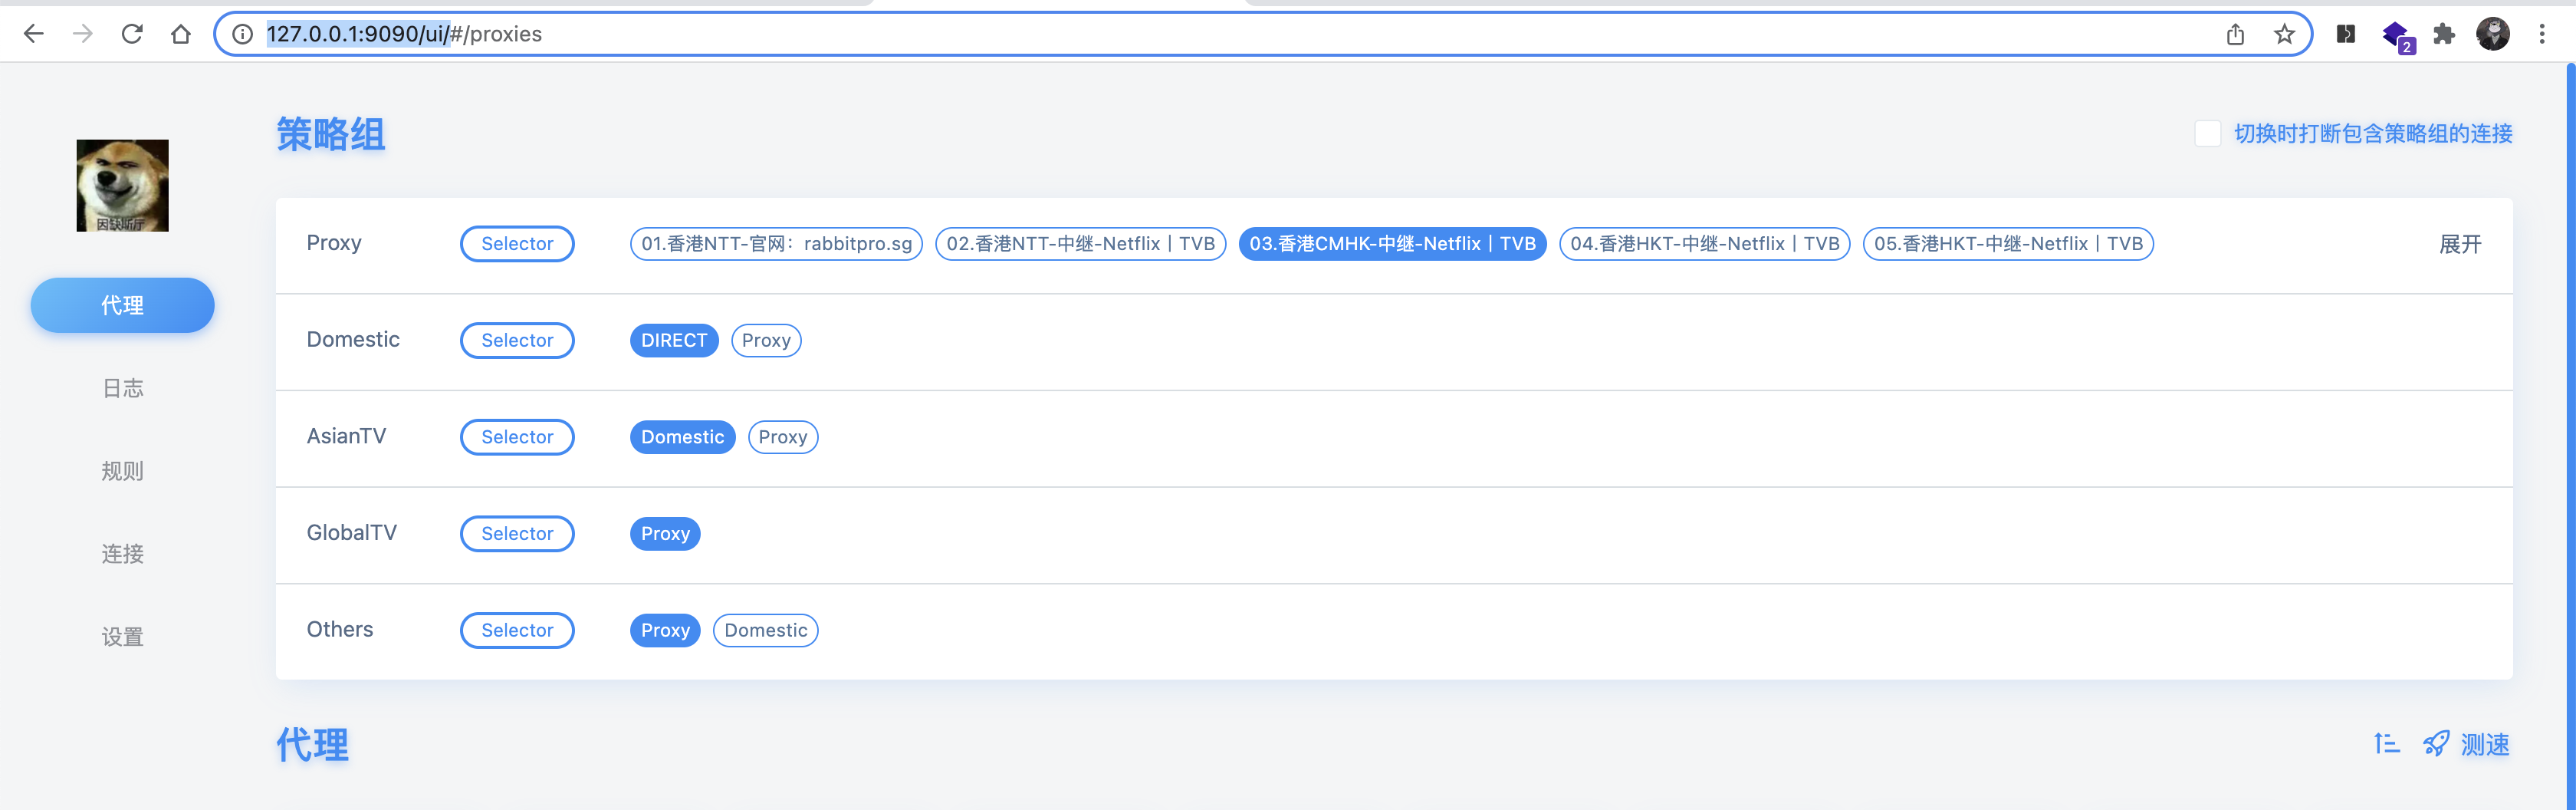 127.0.0.1:9090/ui/#/proxies
2
代理
日志
规则
连接
设置
策略组
切换时打断包含策略组的连接
Proxy Selector 01.香港NTT-官网：rabbitpro.sg 02.香港NTT-中继-Netflix｜TVB 03.香港CMHK-中继-Netflix｜TVB 04.香港HKT-中继-Netflix｜TVB 05.香港HKT-中继-Netflix｜TVB 展开
Domestic Selector DIRECT Proxy
AsianTV Selector Domestic Proxy
GlobalTV Selector Proxy
Others Selector Proxy Domestic
代理
测速